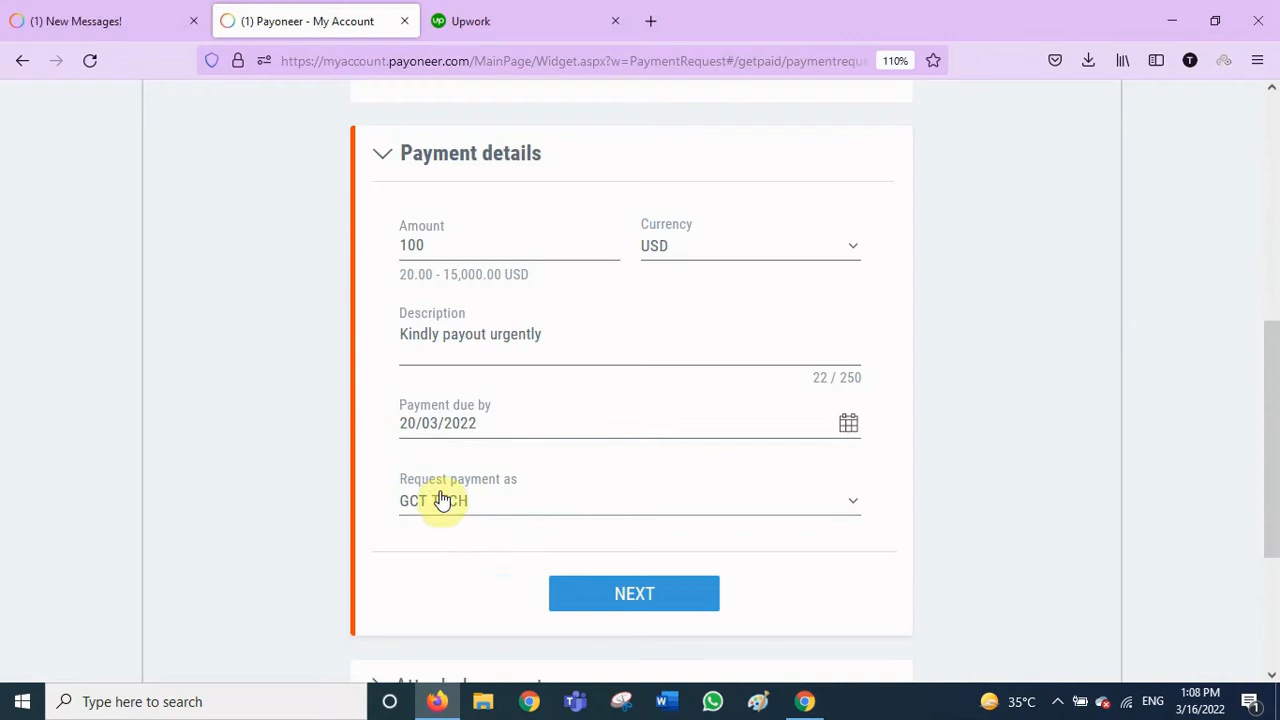 (1) New Messages!
(1) Payoneer - My Account
Upwork
https://myaccount.payoneer.com/MainPage/Widget.aspx?w=PaymentRequest#/getpaid/paymentrequ
110%
Payment details
Amount
Currency
100
USD
20.00 - 15,000.00 USD
Description
Kindly payout urgently
22 / 250
Payment due by
20/03/2022
Request payment as
GCT TECH
NEXT
Type here to search
35°C
ENG
1:08 PM
3/16/2022